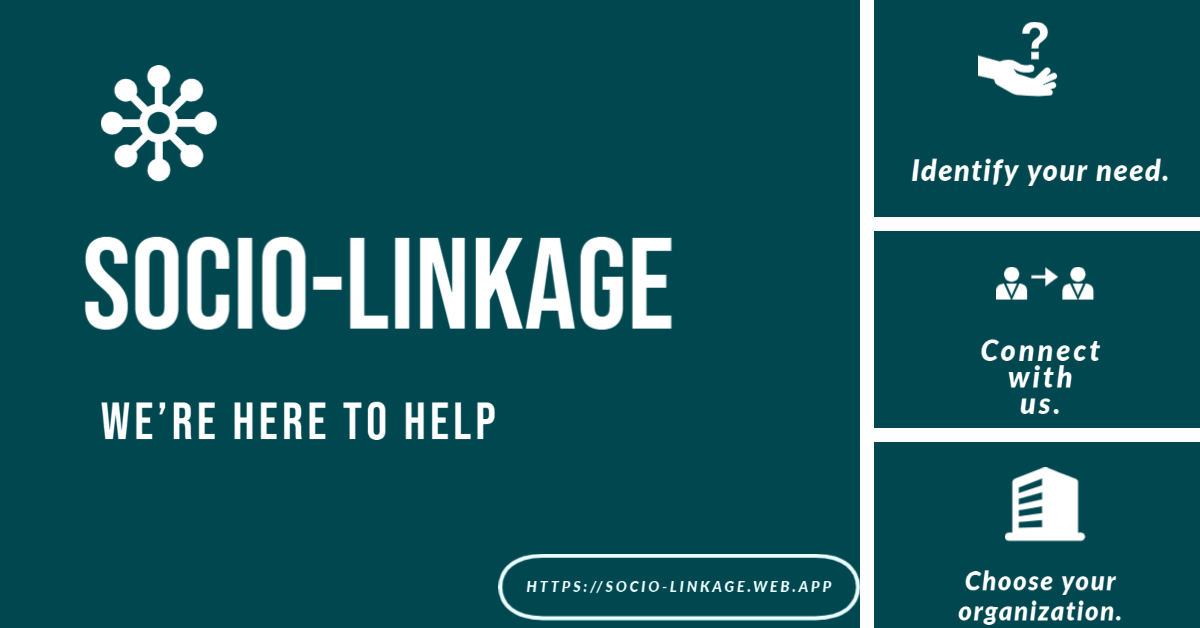 SOCIO-LINKAGE
WE'RE HERE TO HELP
HTTPS://SOCIO-LINKAGE.WEB.APP
?
Identify your need.
Connect
with
us.
Choose your
organization.